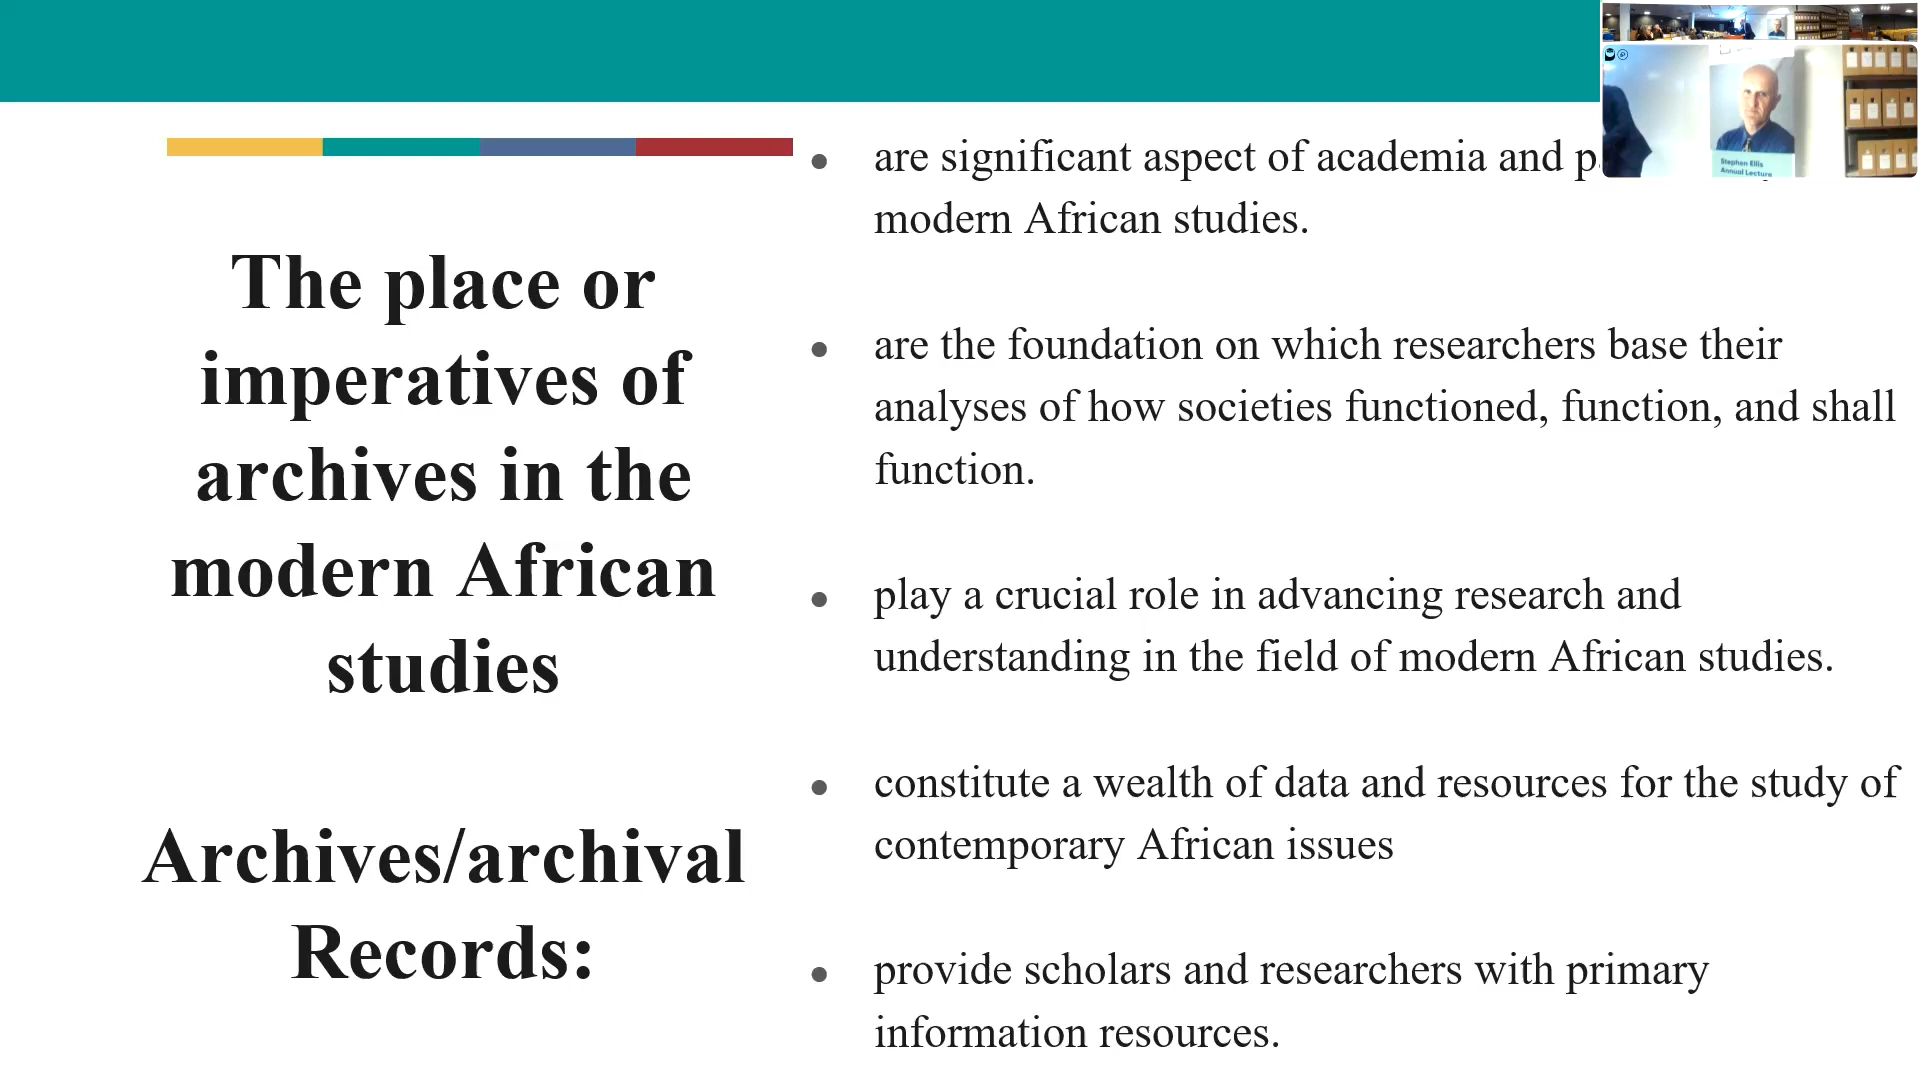 The place or
imperatives of
archives in the
modern African
studies
Archives/archival
Records:
are significant aspect of academia and
modern African studies.
are the foundation on which researchers base their
analyses of how societies functioned, function, and shall
function.
play a crucial role in advancing research and
understanding in the field of modern African studies.
constitute a wealth of data and resources for the study of
contemporary African issues
provide scholars and researchers with primary
information resources.
Stephen Ellis
Annual Lecture